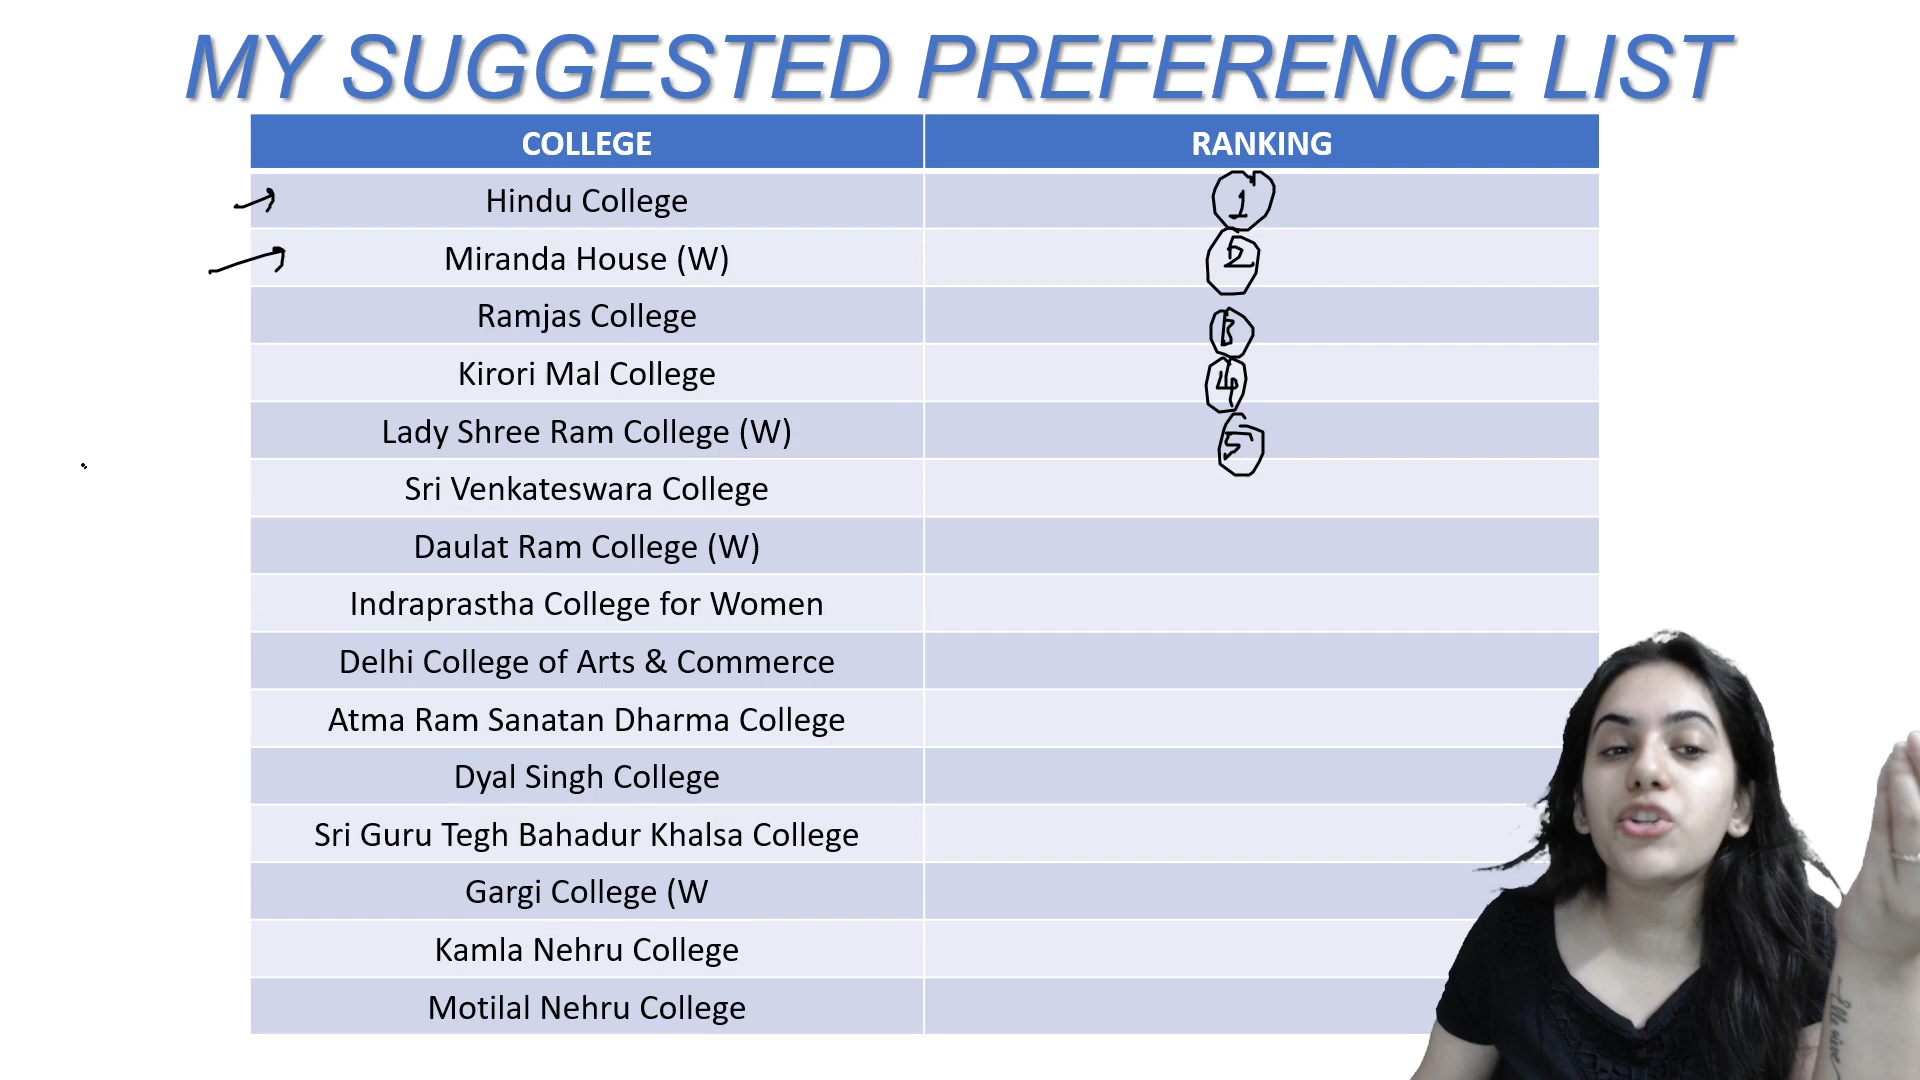 MY SUGGESTED PREFERENCE LIST
COLLEGE RANKING
Hindu College 1
Miranda House (W) 2
Ramjas College 3
Kirori Mal College 4
Lady Shree Ram College (W) 5
Sri Venkateswara College
Daulat Ram College (W)
Indraprastha College for Women
Delhi College of Arts & Commerce
Atma Ram Sanatan Dharma College
Dyal Singh College
Sri Guru Tegh Bahadur Khalsa College
Gargi College (W
Kamla Nehru College
Motilal Nehru College